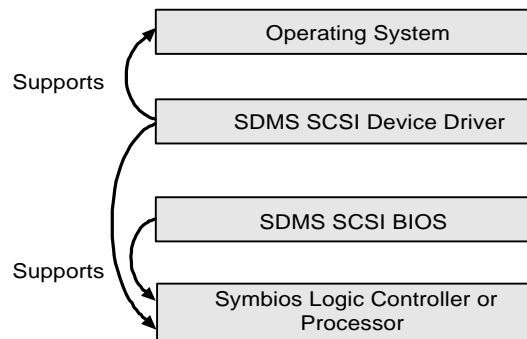 Operating System
Supports
SDMS SCSI Device Driver
SDMS SCSI BIOS
Supports
Symbios Logic Controller or
Processor